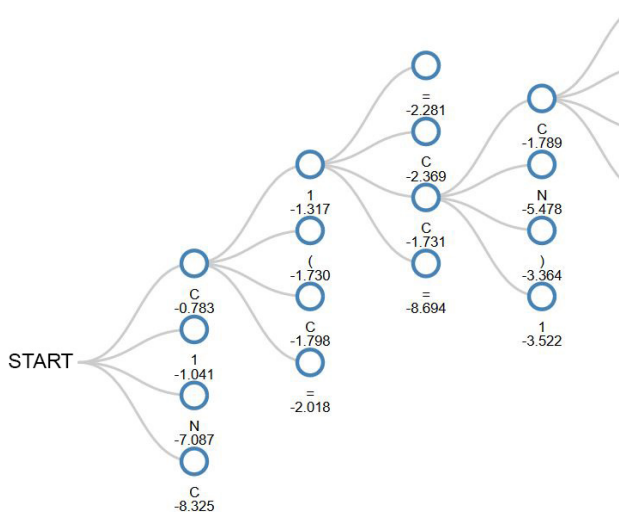 =
-2.281
C
-2.369
C
-1.731
=
-8.694
C
-1.789
N
-5.478
)
-3.364
1
-3.522
1
-1.317
(
-1.730
C
-1.798
=
-2.018
C
-0.783
1
-1.041
N
-7.087
C
-8.325
START